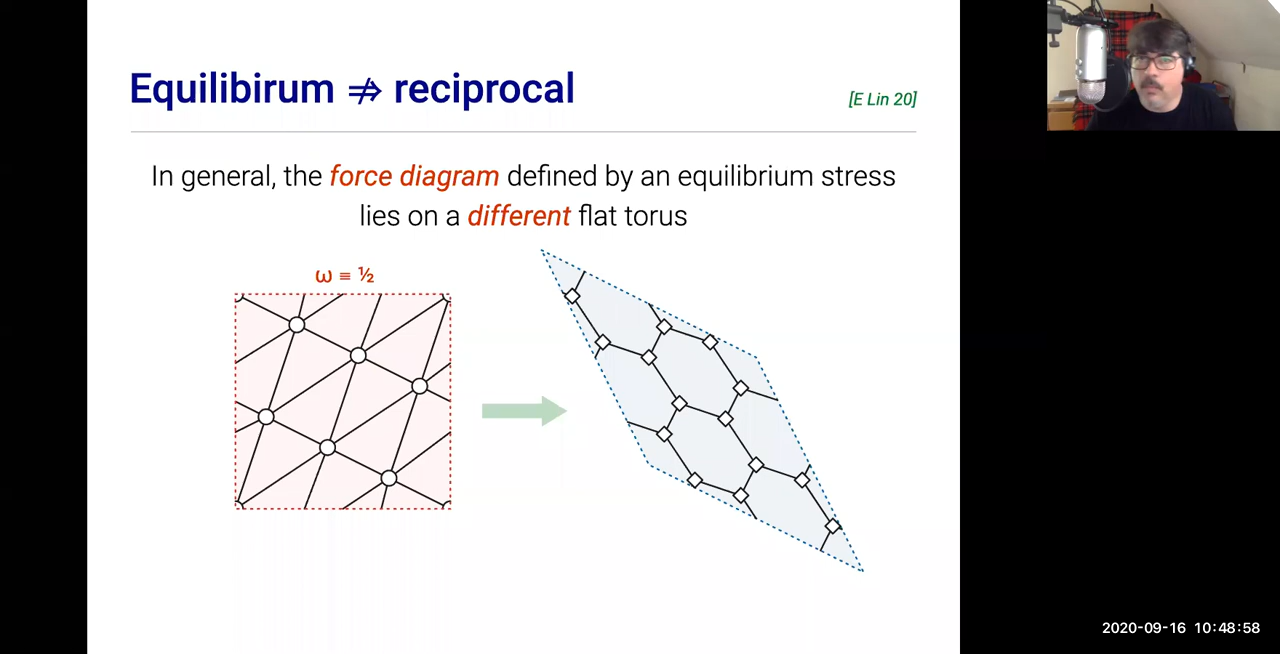 Equilibirum ⇏ reciprocal
[E Lin 20]
In general, the force diagram defined by an equilibrium stress
lies on a different flat torus
ω ≡ ½
2020-09-16 10:48:58